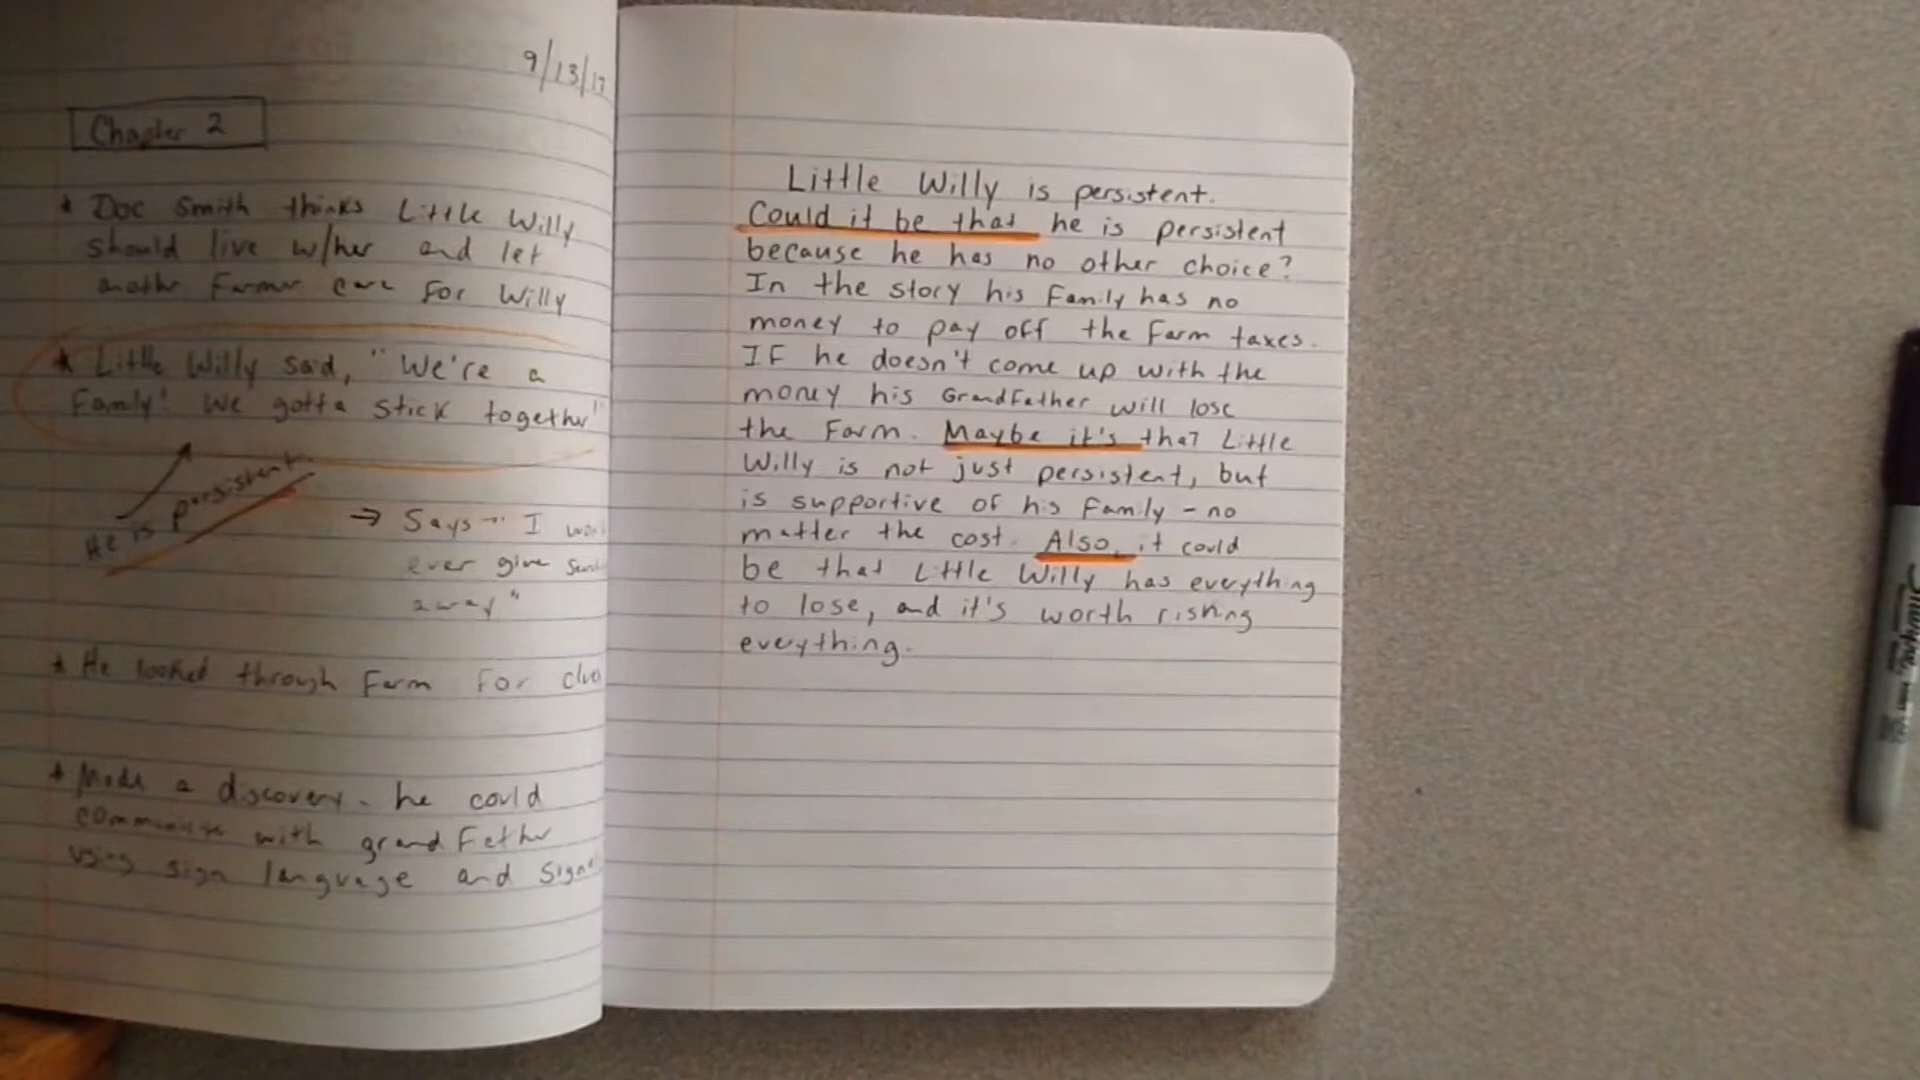 9/13/17
Chapter 2
* Doc Smith thinks Little Willy
should live w/her and let
another Farmer care For Willy
* Little Willy said, "We're a
Family! We gotta stick together"
He is persistent
→ Says - "I
ever give
away"
* He looked through Farm For
* Made a discovery - he could
with grandFather
using sign language and
Little Willy is persistent.
Could it be that he is persistent
because he has no other choice?
In the story his Family has no
money to pay off the Farm taxes.
IF he doesn't come up with the
money his GrandFather will lose
the Farm. Maybe it's that Little
Willy is not just persistent, but
is supportive of his Family - no
matter the cost. Also, it could
be that Little Willy has everything
to lose, and it's worth risking
everything.
Sharpie